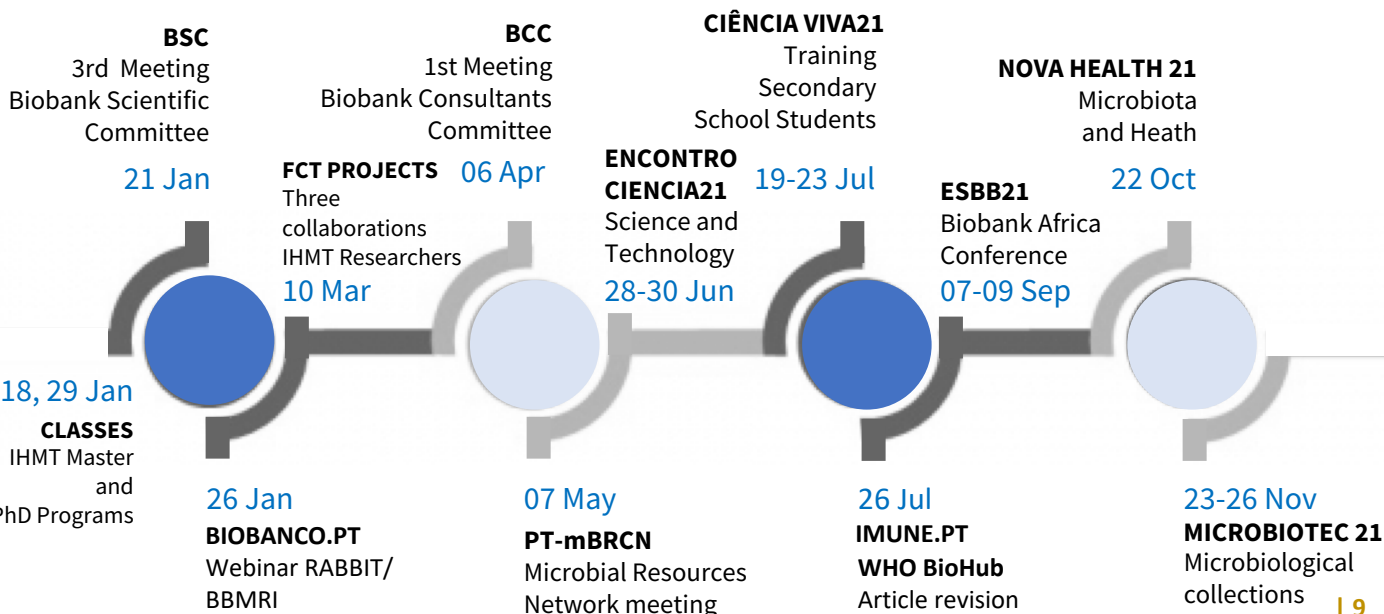 BSC
3rd Meeting
Biobank Scientific
Committee
21 Jan
FCT PROJECTS
Three
collaborations
IHMT Researchers
10 Mar
BCC
1st Meeting
Biobank Consultants
Committee
06 Apr
ENCONTRO
CIENCIA21
Science and
Technology
28-30 Jun
CIÊNCIA VIVA21
Training
Secondary
School Students
19-23 Jul
ESBB21
Biobank Africa
Conference
07-09 Sep
NOVA HEALTH 21
Microbiota
and Heath
22 Oct
18, 29 Jan
CLASSES
IHMT Master
and
PhD Programs
26 Jan
BIOBANCO.PT
Webinar RABBIT/
BBMRI
07 May
PT-mBRCN
Microbial Resources
Network meeting
26 Jul
IMUNE.PT
WHO BioHub
Article revision
23-26 Nov
MICROBIOTEC 21
Microbiological
collections
| 9